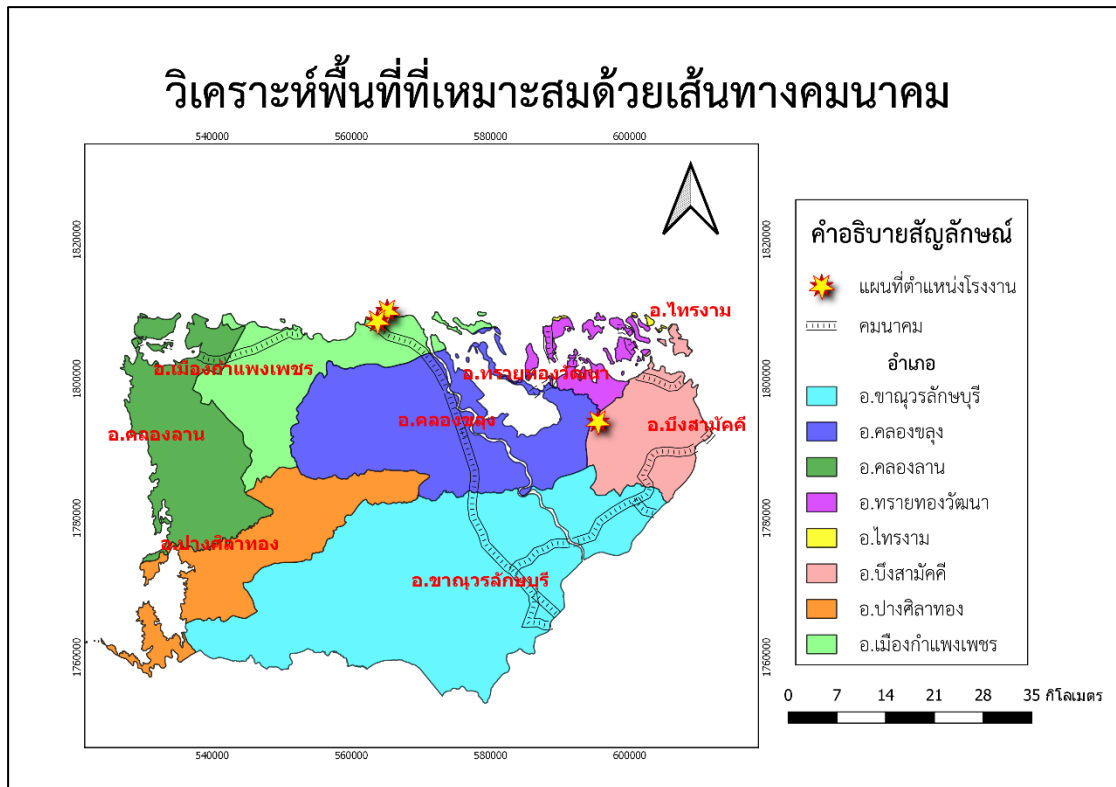 วิเคราะห์พื้นที่ที่เหมาะสมด้วยเส้นทางคมนาคม
540000 560000 580000 600000
1820000 1820000
อ.ไทรงาม
อ.เมืองกำแพงเพชร อ.ทรายทองวัฒนา
1800000 1800000
อ.คลองลาน อ.คลองขลุง อ.บึงสามัคคี
1780000 1780000
อ.ปางศิลาทอง
อ.ขาณุวรลักษบุรี
1760000 1760000
540000 560000 580000 600000
คำอธิบายสัญลักษณ์
แผนที่ตำแหน่งโรงงาน
คมนาคม
อำเภอ
อ.ขาณุวรลักษบุรี
อ.คลองขลุง
อ.คลองลาน
อ.ทรายทองวัฒนา
อ.ไทรงาม
อ.บึงสามัคคี
อ.ปางศิลาทอง
อ.เมืองกำแพงเพชร
0 7 14 21 28 35 กิโลเมตร